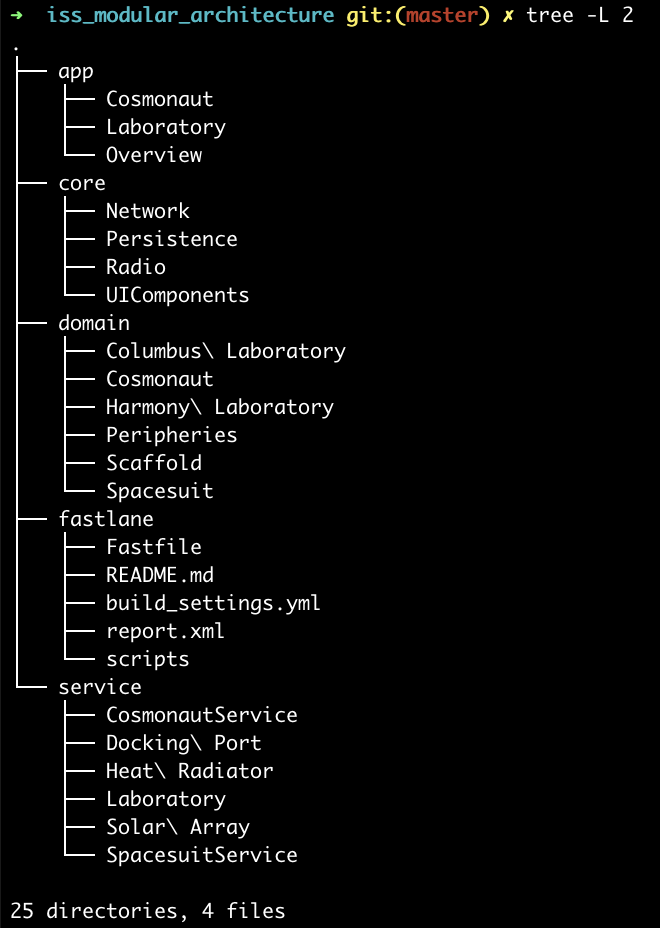 ➜  iss_modular_architecture git:(master) ✗ tree -L 2
.
├── app
│   ├── Cosmonaut
│   ├── Laboratory
│   └── Overview
├── core
│   ├── Network
│   ├── Persistence
│   ├── Radio
│   └── UIComponents
├── domain
│   ├── Columbus\ Laboratory
│   ├── Cosmonaut
│   ├── Harmony\ Laboratory
│   ├── Peripheries
│   ├── Scaffold
│   └── Spacesuit
├── fastlane
│   ├── Fastfile
│   ├── README.md
│   ├── build_settings.yml
│   ├── report.xml
│   └── scripts
└── service
    ├── CosmonautService
    ├── Docking\ Port
    ├── Heat\ Radiator
    ├── Laboratory
    ├── Solar\ Array
    └── SpacesuitService

25 directories, 4 files